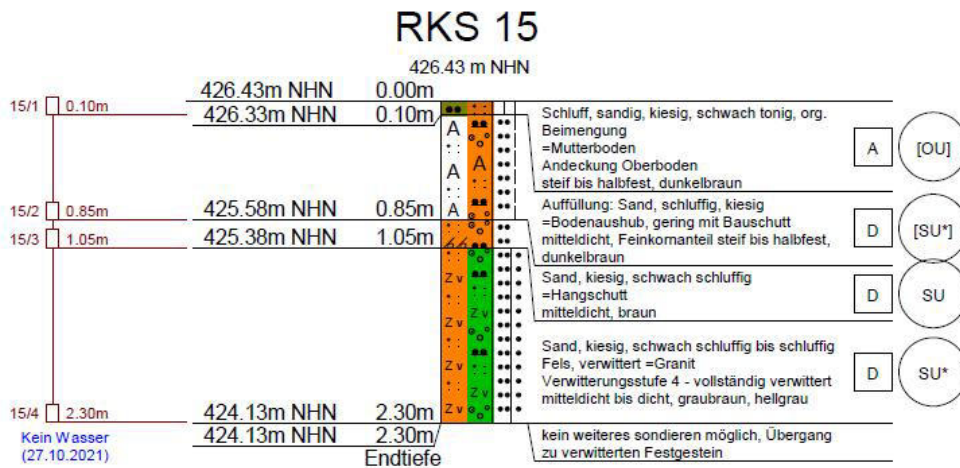 RKS 15
426.43 m NHN
426.43m NHN 0.00m
15/1 0.10m
426.33m NHN 0.10m
Schluff, sandig, kiesig, schwach tonig, org.
Beimengung
=Mutterboden
Andeckung Oberboden
steif bis halbfest, dunkelbraun
A [OU]
A
A
A
A
15/2 0.85m
425.58m NHN 0.85m
Auffüllung: Sand, schluffig, kiesig
=Bodenaushub, gering mit Bauschutt
mitteldicht, Feinkornanteil steif bis halbfest,
dunkelbraun
D [SU*]
15/3 1.05m
425.38m NHN 1.05m
Sand, kiesig, schwach schluffig
=Hangschutt
mitteldicht, braun
D SU
Z v
Z v
Z v
Z v
Z v
Z v
Sand, kiesig, schwach schluffig bis schluffig
Fels, verwittert =Granit
Verwitterungsstufe 4 - vollständig verwittert
mitteldicht bis dicht, graubraun, hellgrau
D SU*
15/4 2.30m
424.13m NHN 2.30m
424.13m NHN 2.30m
Endtiefe
kein weiteres sondieren möglich, Übergang
zu verwitterten Festgestein
Kein Wasser
(27.10.2021)